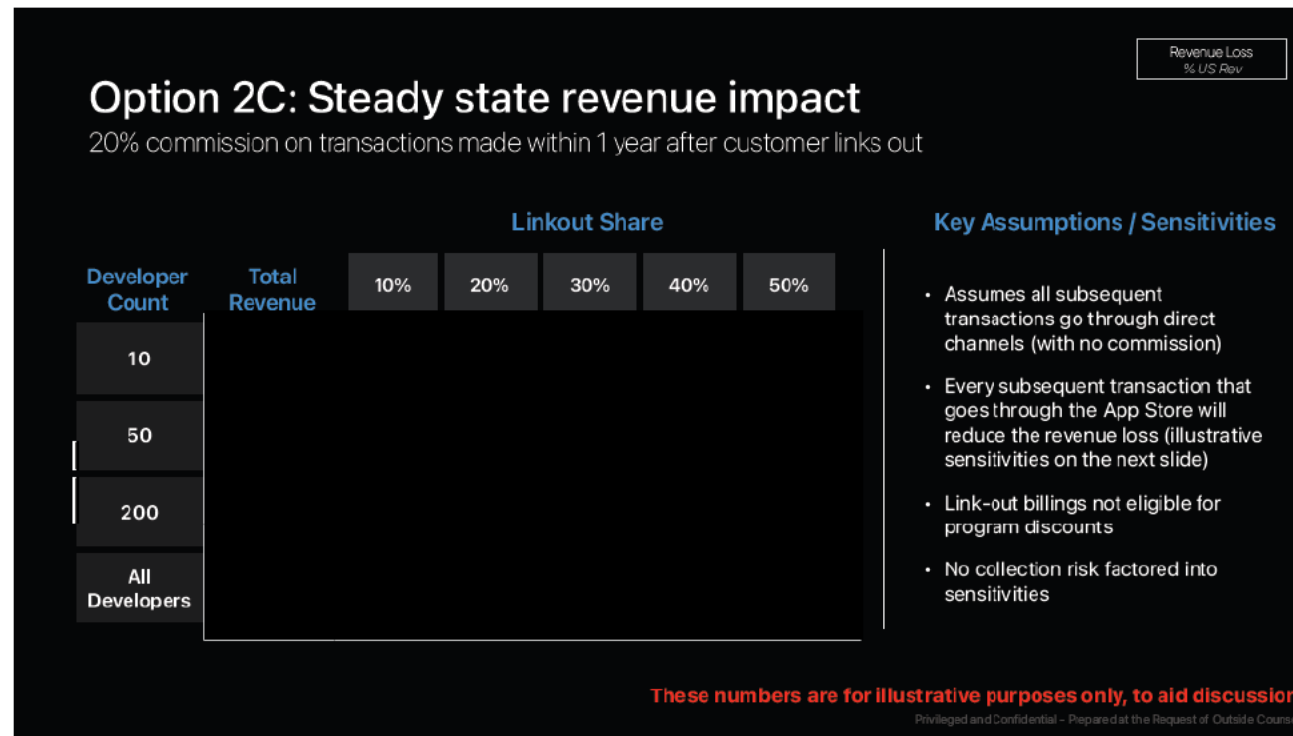 Revenue Loss
% US Rev
Option 2C: Steady state revenue impact
20% commission on transactions made within 1 year after customer links out
Linkout Share
Developer
Count
Total
Revenue
10%
20%
30%
40%
50%
10
50
200
All
Developers
Key Assumptions / Sensitivities
• Assumes all subsequent
transactions go through direct
channels (with no commission)
• Every subsequent transaction that
goes through the App Store will
reduce the revenue loss (illustrative
sensitivities on the next slide)
• Link-out billings not eligible for
program discounts
• No collection risk factored into
sensitivities
These numbers are for illustrative purposes only, to aid discussion
Privileged and Confidential – Prepared at the Request of Outside